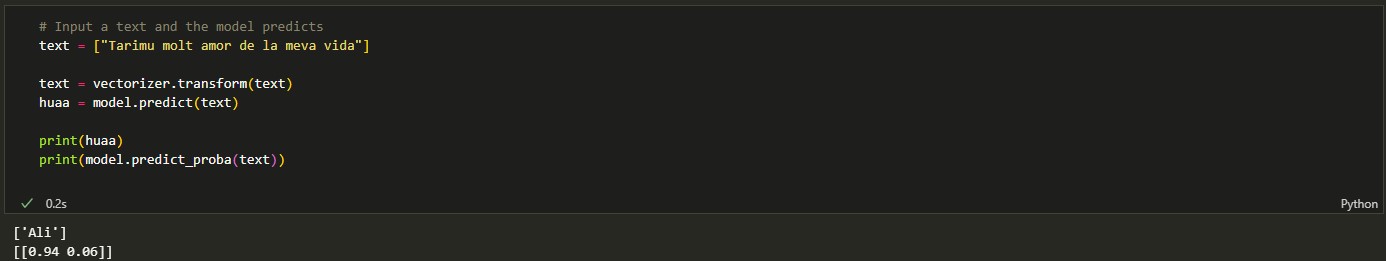 # Input a text and the model predicts
text = ["Tarimu molt amor de la meva vida"]
text = vectorizer.transform(text)
huaa = model.predict(text)
print(huaa)
print(model.predict_proba(text))
0.2s
Python
['Ali']
[[0.94 0.06]]